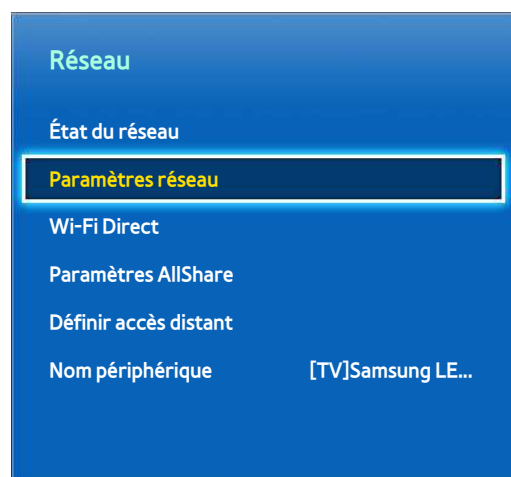 Réseau
État du réseau
Paramètres réseau
Wi-Fi Direct
Paramètres AllShare
Définir accès distant
Nom périphérique [TV]Samsung LE...